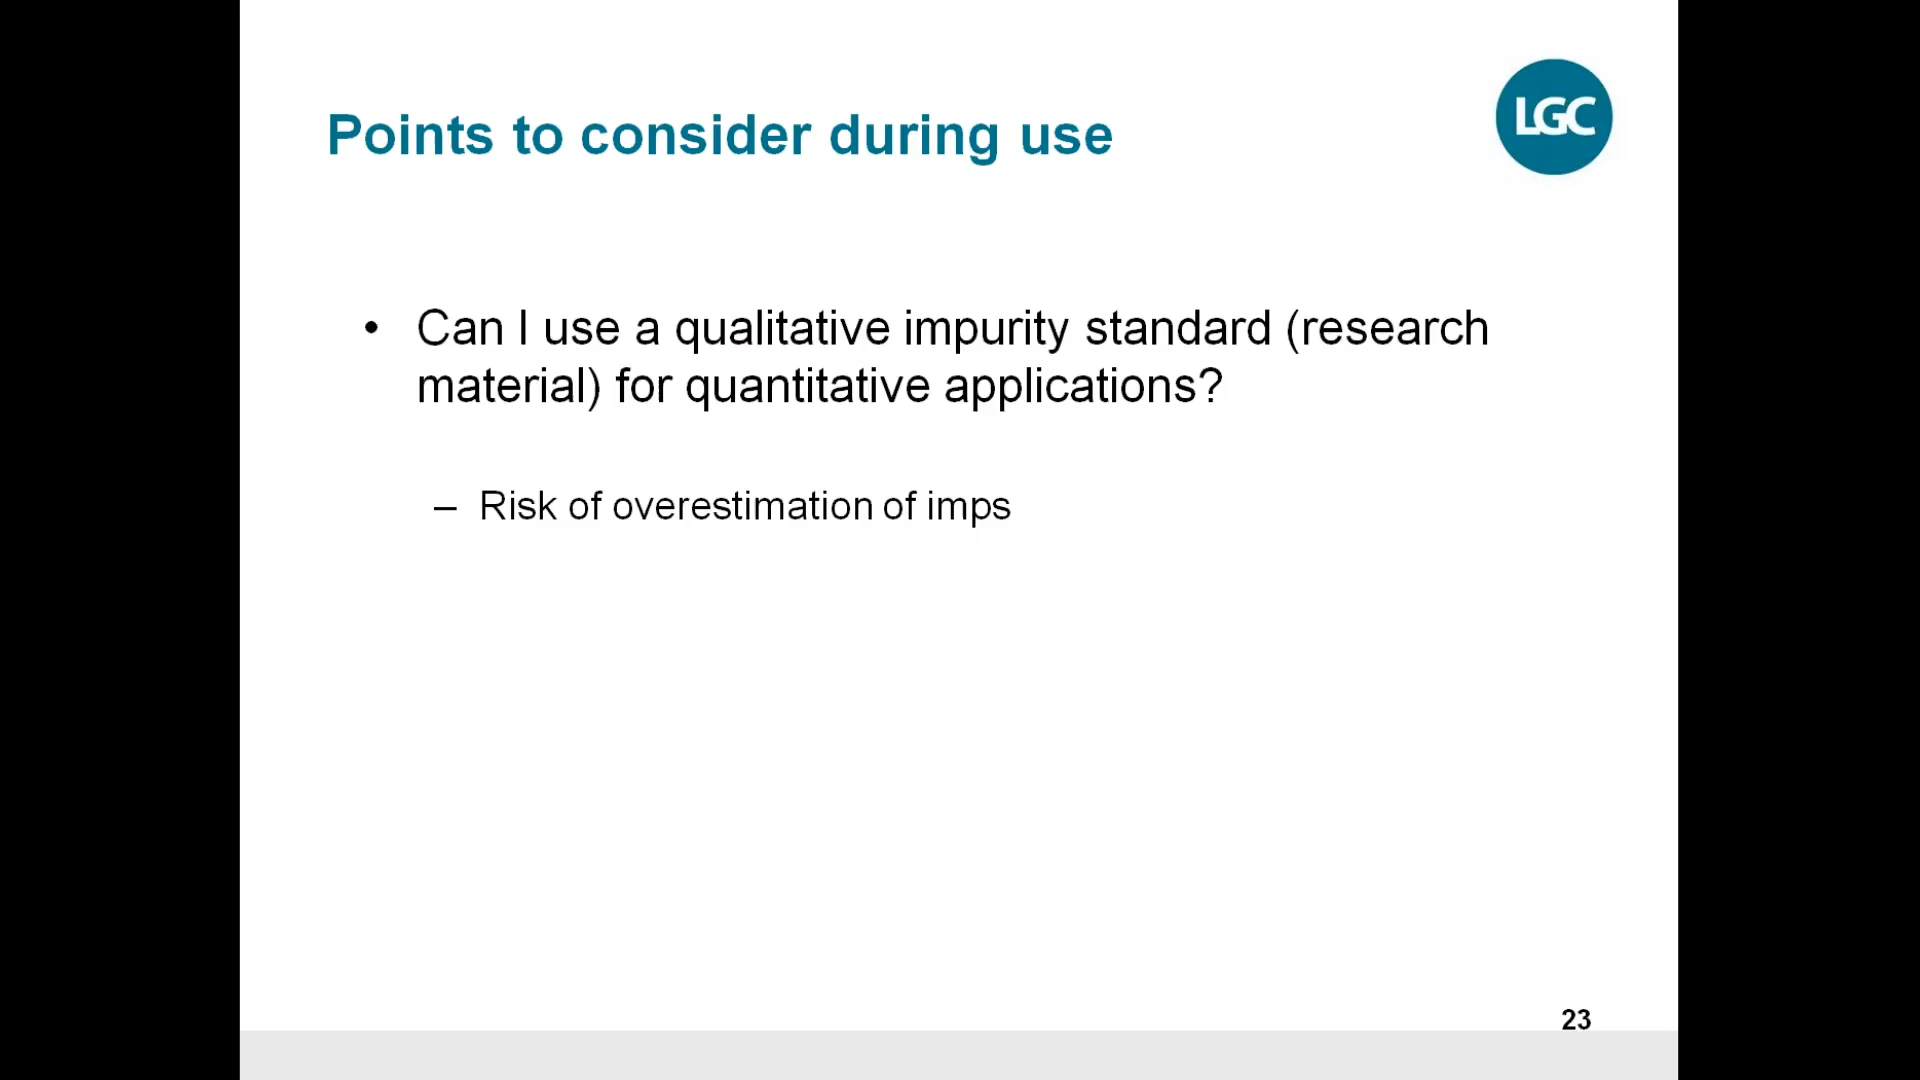 LGC
Points to consider during use
• Can I use a qualitative impurity standard (research
material) for quantitative applications?
– Risk of overestimation of imps
23